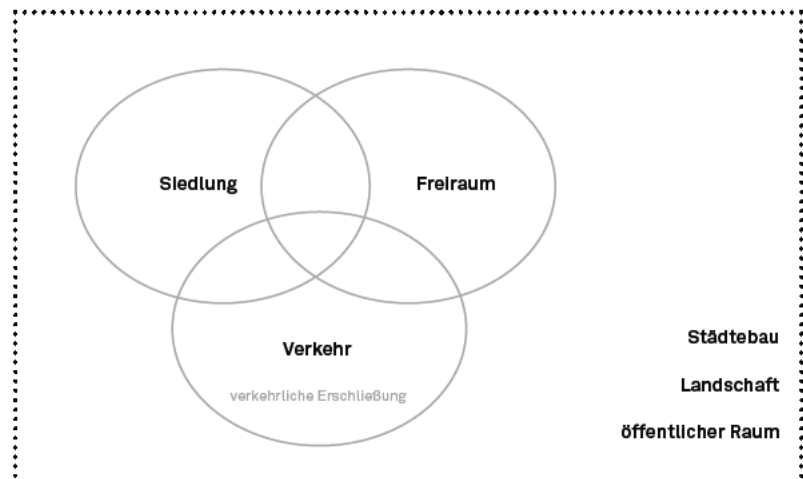 Siedlung
Freiraum
Verkehr
verkehrliche Erschließung
Städtebau
Landschaft
öffentlicher Raum